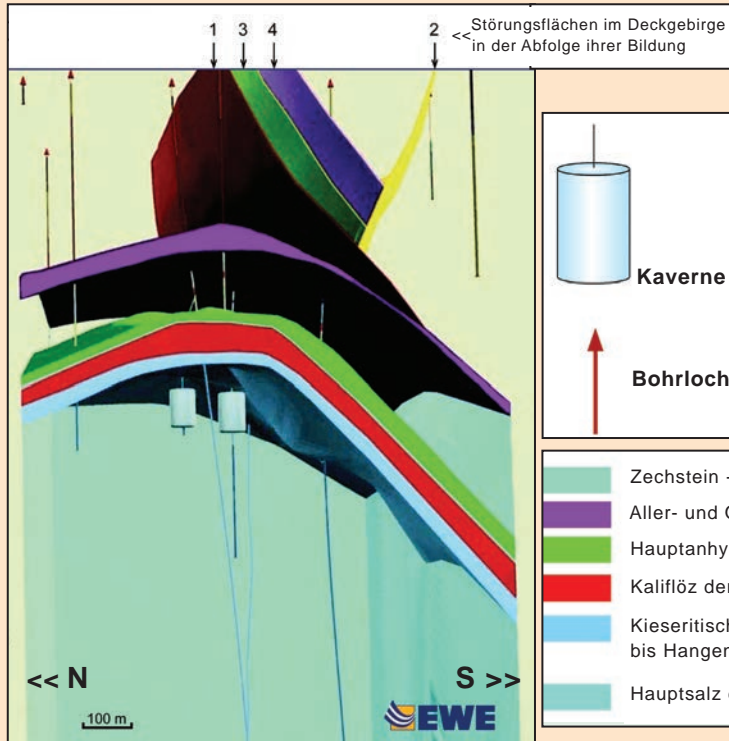 1 3 4 2
<< Störungsflächen im Deckgebirge
in der Abfolge ihrer Bildung
Kaverne
Bohrloch
Zechstein -
Aller- und
Hauptanhy
Kaliflöz der
Kieseritisch
bis Hangen
Hauptsalz
<< N
S >>
100 m
EWE